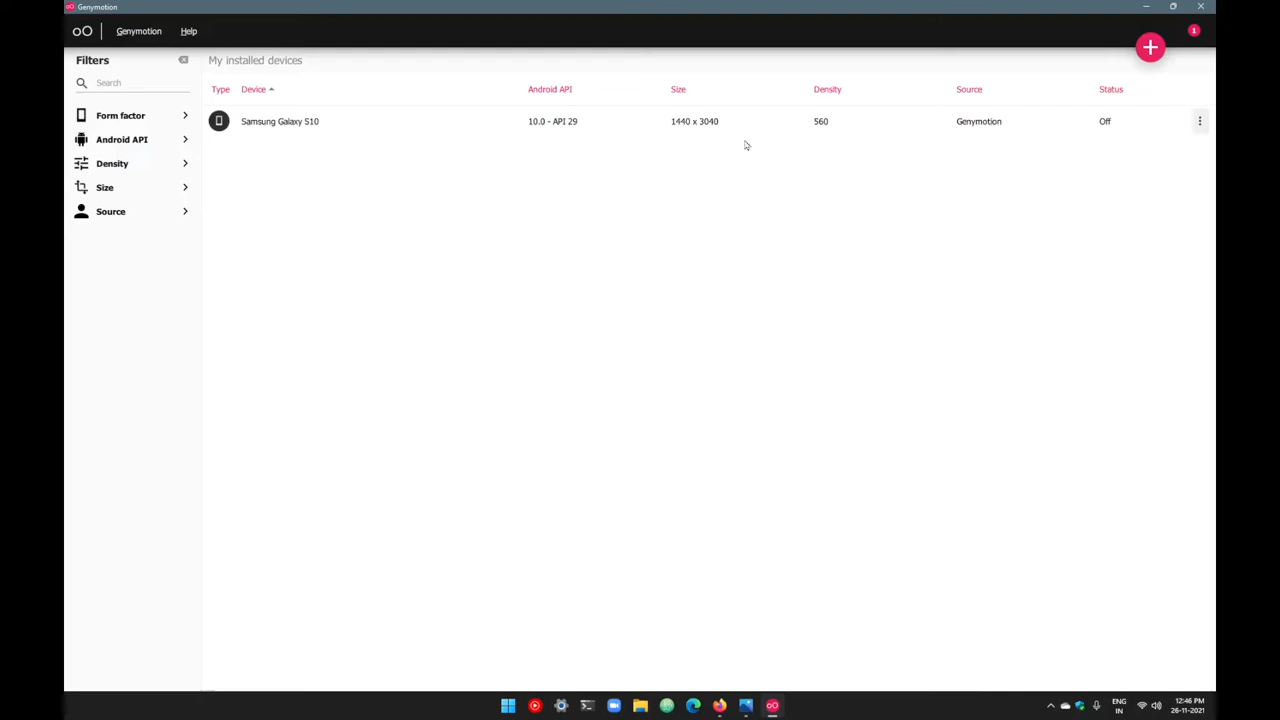 Genymotion
Genymotion Help
1
Filters
My installed devices
Search
Type Device Android API Size Density Source Status
Form factor
Samsung Galaxy S10 10.0 - API 29 1440 x 3040 560 Genymotion Off
Android API
Density
Size
Source
ENG
IN
12:46 PM
26-11-2021